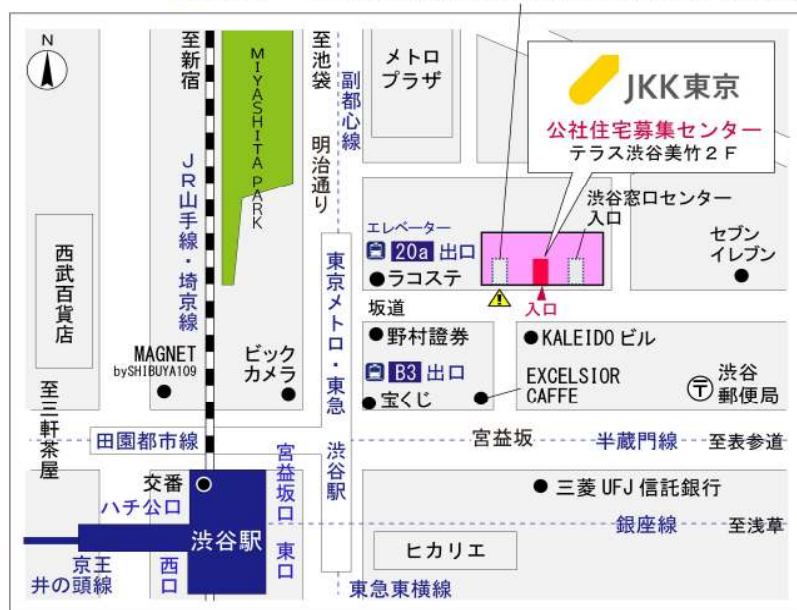 N
至新宿
MIYASHITA PARK
至池袋
副都心線
明治通り
メトロ
プラザ
JKK東京
公社住宅募集センター
テラス渋谷美竹2F
JR山手線・埼京線
西武百貨店
エレベーター
20a 出口
ラコステ
渋谷窓口センター
入口
セブン
イレブン
坂道
入口
東京メトロ・東急 渋谷駅
野村證券
KALEIDO ビル
MAGNET
bySHIBUYA109
ビック
カメラ
B3 出口
宝くじ
EXCELSIOR
CAFFE
渋谷
郵便局
至三軒茶屋
田園都市線
宮益坂
半蔵門線
至表参道
交番
ハチ公口
宮益坂口
三菱 UFJ 信託銀行
渋谷駅
銀座線
至浅草
京王
井の頭線
西口
東口
ヒカリエ
東急東横線